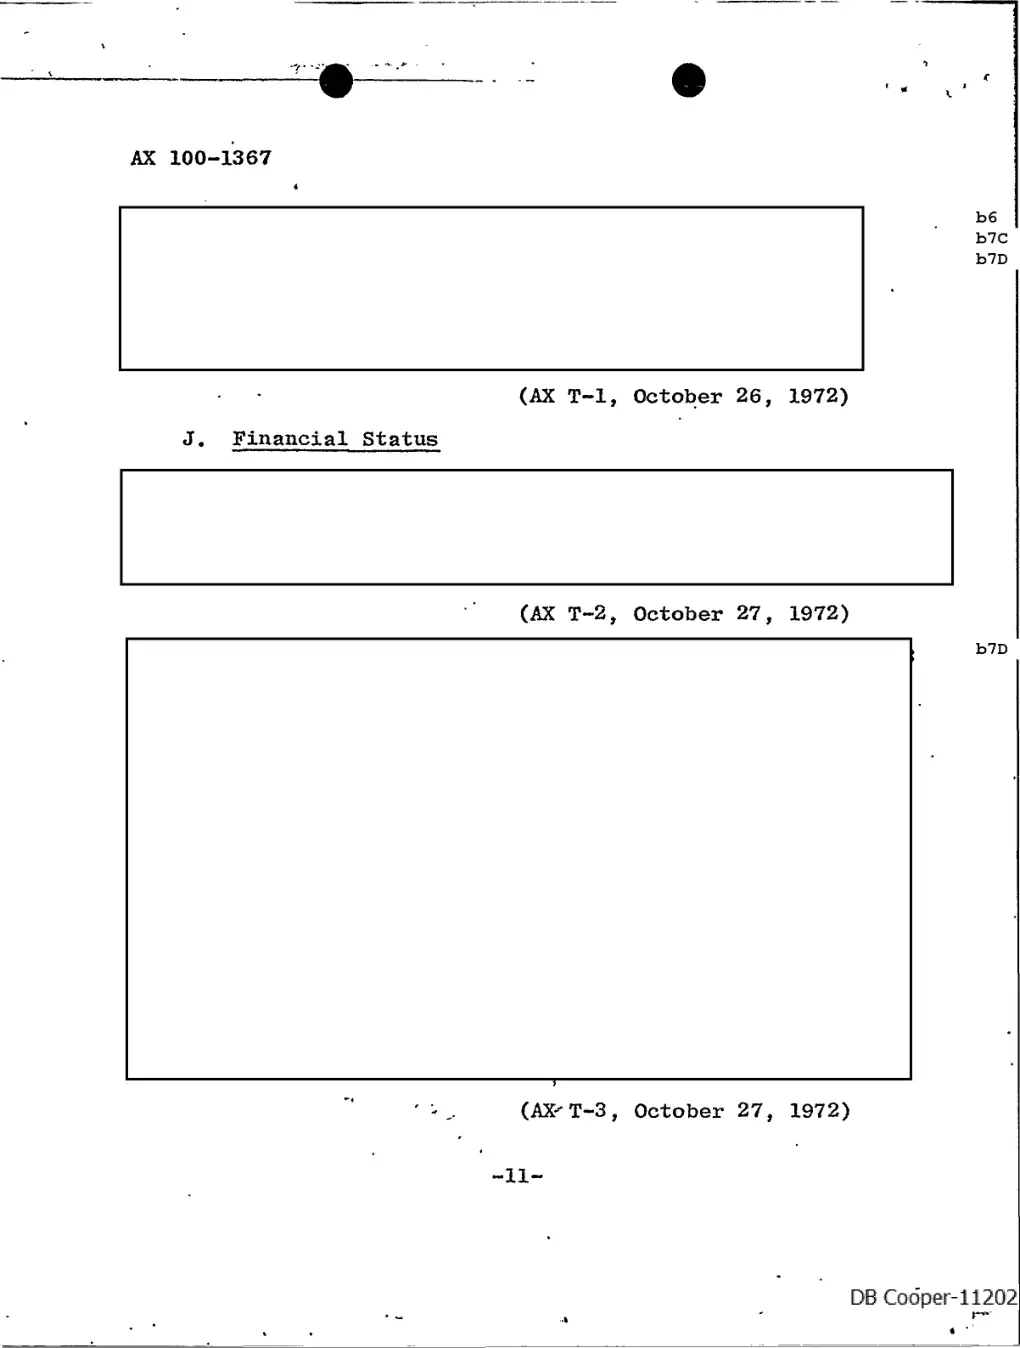 AX 100-1367
b6
b7C
b7D
(AX T-1, October 26, 1972)
J. Financial Status
(AX T-2, October 27, 1972)
b7D
(AX T-3, October 27, 1972)
-11-
DB Cooper-11202